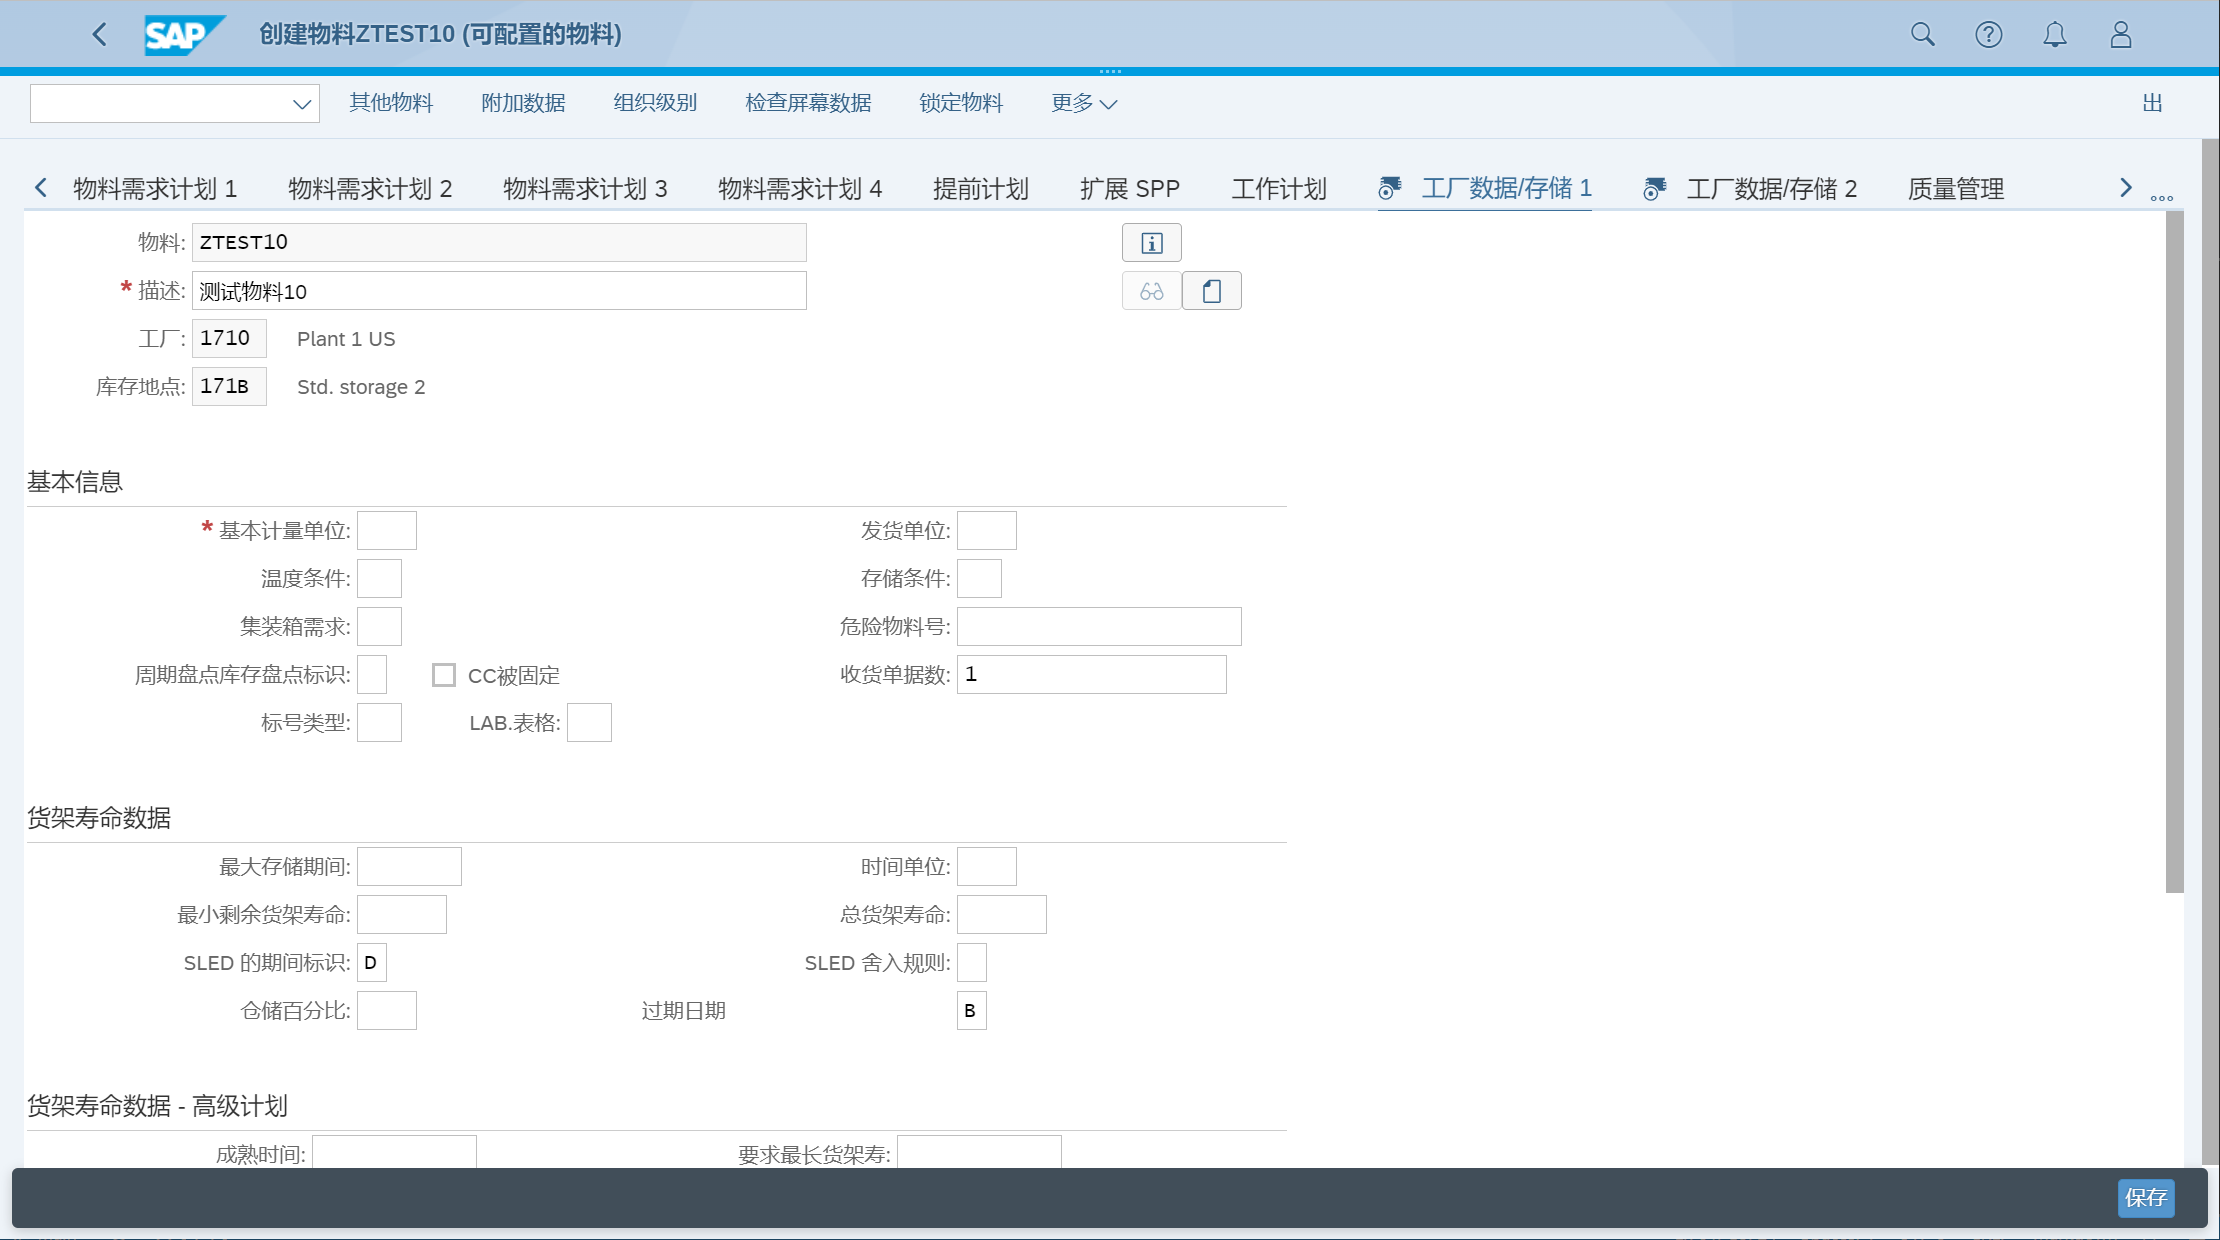 SAP 创建物料ZTEST10 (可配置的物料)
其他物料 附加数据 组织级别 检查屏幕数据 锁定物料 更多 出
物料需求计划 1 物料需求计划 2 物料需求计划 3 物料需求计划 4 提前计划 扩展 SPP 工作计划 工厂数据/存储 1 工厂数据/存储 2 质量管理
物料: ZTEST10
* 描述: 测试物料10
工厂: 1710 Plant 1 US
库存地点: 171B Std. storage 2
基本信息
* 基本计量单位: 发货单位:
温度条件: 存储条件:
集装箱需求: 危险物料号:
周期盘点库存盘点标识: CC被固定 收货单据数: 1
标号类型: LAB.表格:
货架寿命数据
最大存储期间: 时间单位:
最小剩余货架寿命: 总货架寿命:
SLED 的期间标识: D SLED 舍入规则:
仓储百分比: 过期日期 B
货架寿命数据 - 高级计划
成熟时间: 要求最长货架寿:
保存